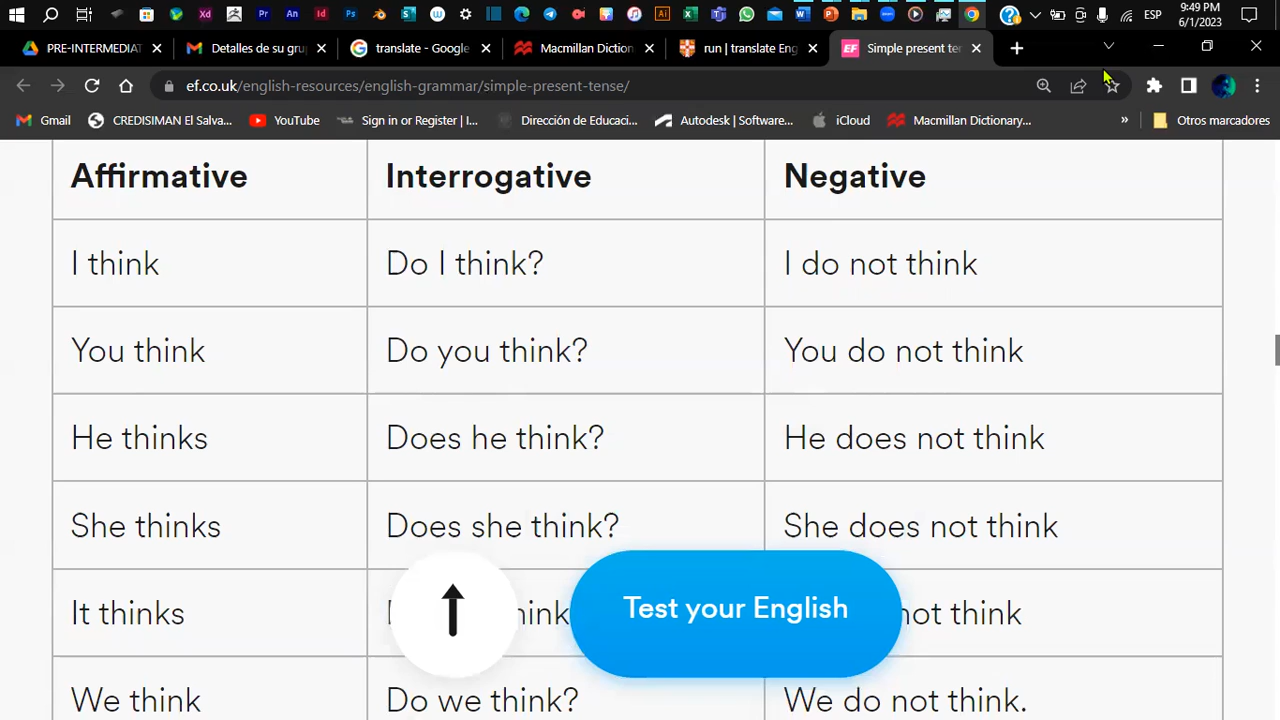 9:49
ESP
6/1/2023
PRE-INTERMEDIAT
Detalles de su gru
translate - Google
Macmillan Diction
run | translate Eng
EF
Simple present te
ef.co.uk/english-resources/english-grammar/simple-present-tense/
Gmail
CREDISIMAN El Salva...
YouTube
Sign in or Register | I...
Dirección de Educaci...
Autodesk | Software...
iCloud
Macmillan Dictionary...
»
Otros marcadores
Affirmative Interrogative Negative
I think Do I think? I do not think
You think Do you think? You do not think
He thinks Does he think? He does not think
She thinks Does she think? She does not think
It thinks not think
Test your English
We think Do we think? We do not think.